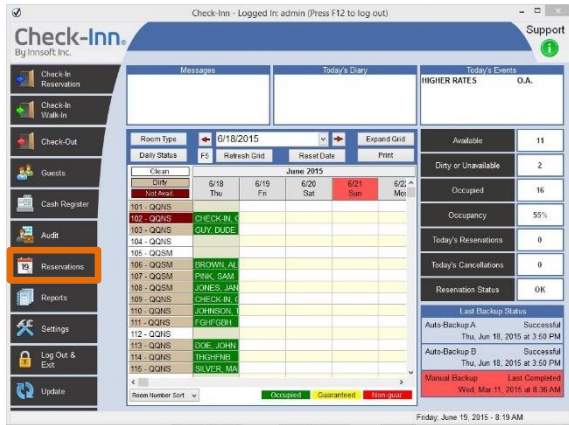 Check-Inn - Logged In: admin (Press F12 to log out)
Check-Inn®
By Innsoft Inc.
Support
Check-In
Reservation
Check-In
Walk-In
Check-Out
Guests
Cash Register
Audit
19
Reservations
Reports
Settings
Log Out &
Exit
Update
Messages
Today's Diary
Today's Events
HIGHER RATES O.A.
Room Type
6/18/2015
Expand Grid
Daily Status
F5
Refresh Grid
Reset Date
Print
Clean
Dirty
Not Avail.
June 2015
6/18 6/19 6/20 6/21 6/22
Thu Fri Sat Sun Mon
101 - QQNS
102 - QQNS CHECK-IN, C
103 - QQNS GUY, DUDE
104 - QQNS
105 - QQSM
106 - QQSM BROWN, AL
107 - QQSM PINK, SAM
108 - QQSM JONES, JAN
109 - QQNS CHECK-IN, C
110 - QQNS JOHNSON, T
111 - QQNS FGHFGBH
112 - QQNS
113 - QQNS DOE, JOHN
114 - QQNS THGHFNB
115 - QQNS SILVER, MA
Room Number Sort
Occupied Guaranteed Non-guar.
Available 11
Dirty or Unavailable 2
Occupied 16
Occupancy 55%
Today's Reservations 0
Today's Cancellations 0
Reservation Status OK
Last Backup Status
Auto-Backup A Successful
Thu, Jun 18, 2015 at 3:50 PM
Auto-Backup B Successful
Thu, Jun 18, 2015 at 3:50 PM
Manual Backup Last Completed
Wed, Mar 11, 2015 at 8:36 AM
Friday, June 19, 2015 - 8:19 AM